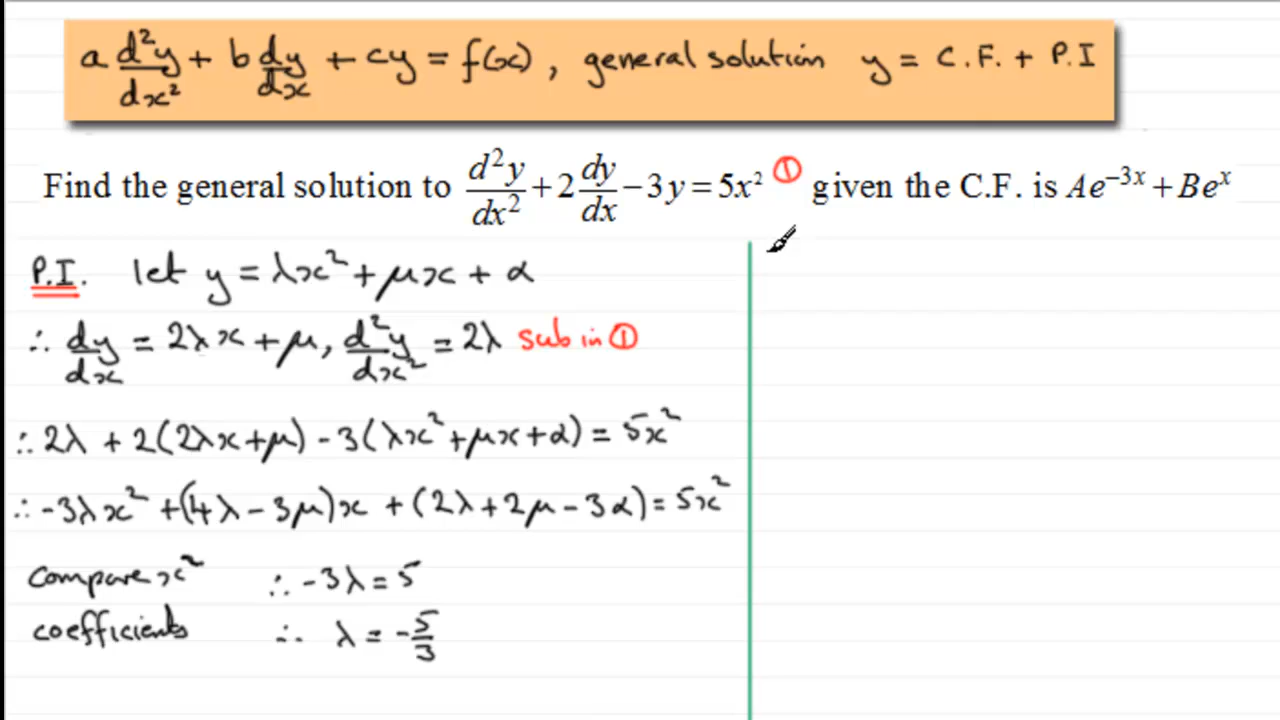 a d²y/dx² + b dy/dx + cy = f(x), general solution y = C.F. + P.I
Find the general solution to d²y/dx² + 2 dy/dx − 3y = 5x² ① given the C.F. is Ae⁻³ˣ + Beˣ
P.I. let y = λx² + μx + α
∴ dy/dx = 2λx + μ, d²y/dx² = 2λ sub in ①
∴ 2λ + 2(2λx + μ) − 3(λx² + μx + α) = 5x²
∴ −3λx² + (4λ − 3μ)x + (2λ + 2μ − 3α) = 5x²
Compare x² ∴ −3λ = 5
coefficients ∴ λ = −5/3